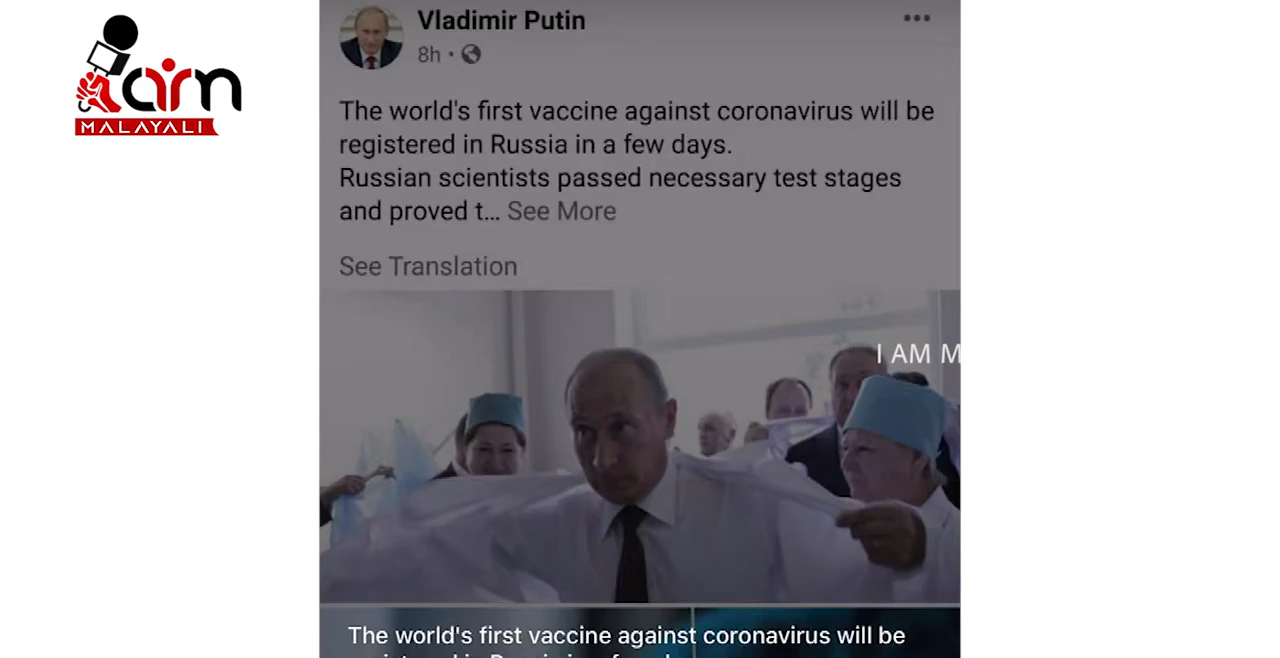 iam
MALAYALI
Vladimir Putin
8h ·
The world's first vaccine against coronavirus will be
registered in Russia in a few days.
Russian scientists passed necessary test stages
and proved t... See More
See Translation
I AM M
The world's first vaccine against coronavirus will be